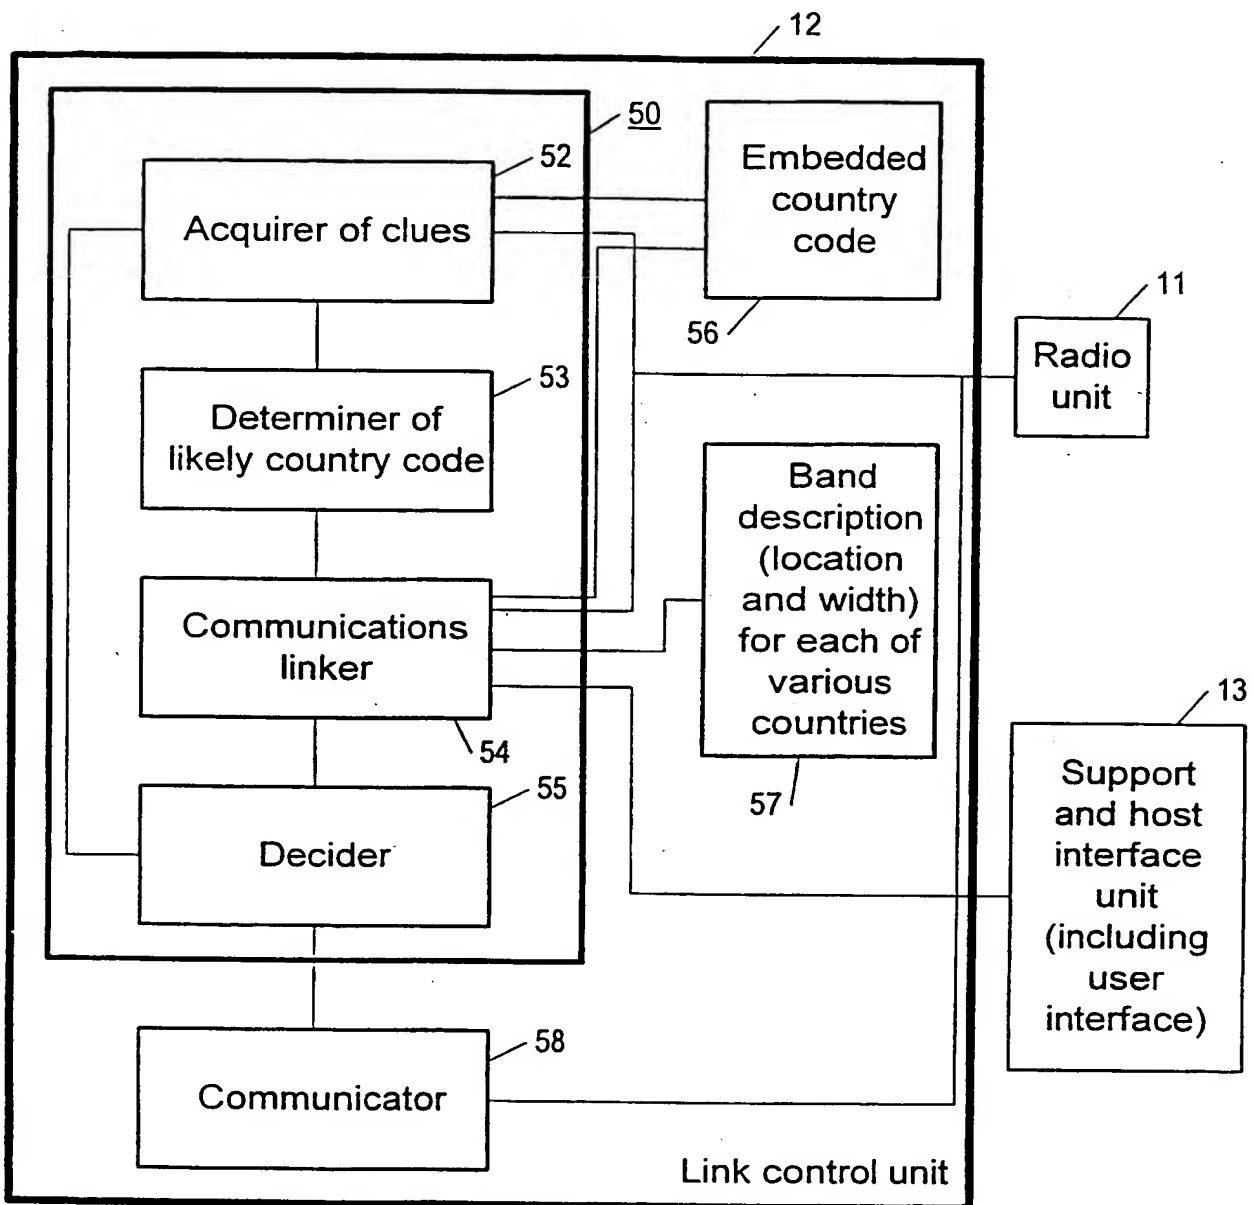 12
50
52
Acquirer of clues
Embedded
country
code
56
11
Radio
unit
53
Determiner of
likely country code
Band
description
(location
and width)
for each of
various
countries
57
Communications
linker
54
13
Support
and host
interface
unit
(including
user
interface)
55
Decider
58
Communicator
Link control unit